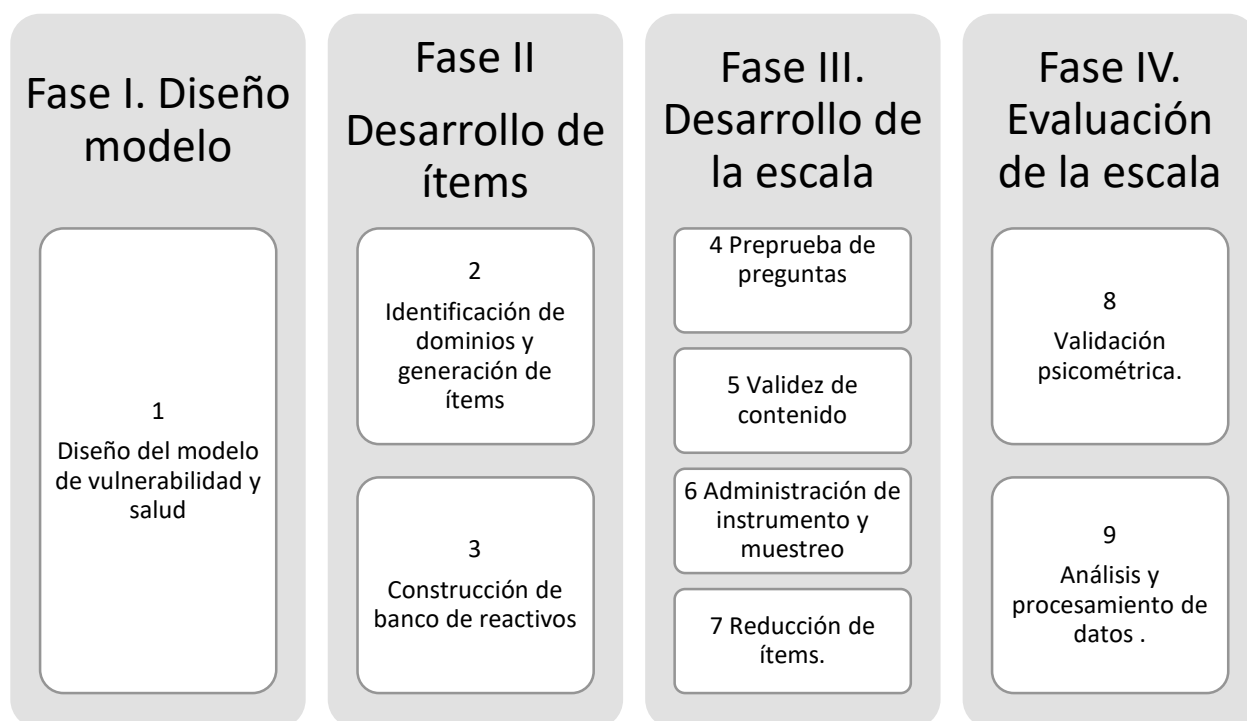 Fase I. Diseño
modelo
1
Diseño del modelo
de vulnerabilidad y
salud
Fase II
Desarrollo de
ítems
2
Identificación de
dominios y
generación de
ítems
3
Construcción de
banco de reactivos
Fase III.
Desarrollo de
la escala
4 Preprueba de
preguntas
5 Validez de
contenido
6 Administración de
instrumento y
muestreo
7 Reducción de
ítems.
Fase IV.
Evaluación
de la escala
8
Validación
psicométrica.
9
Análisis y
procesamiento de
datos .